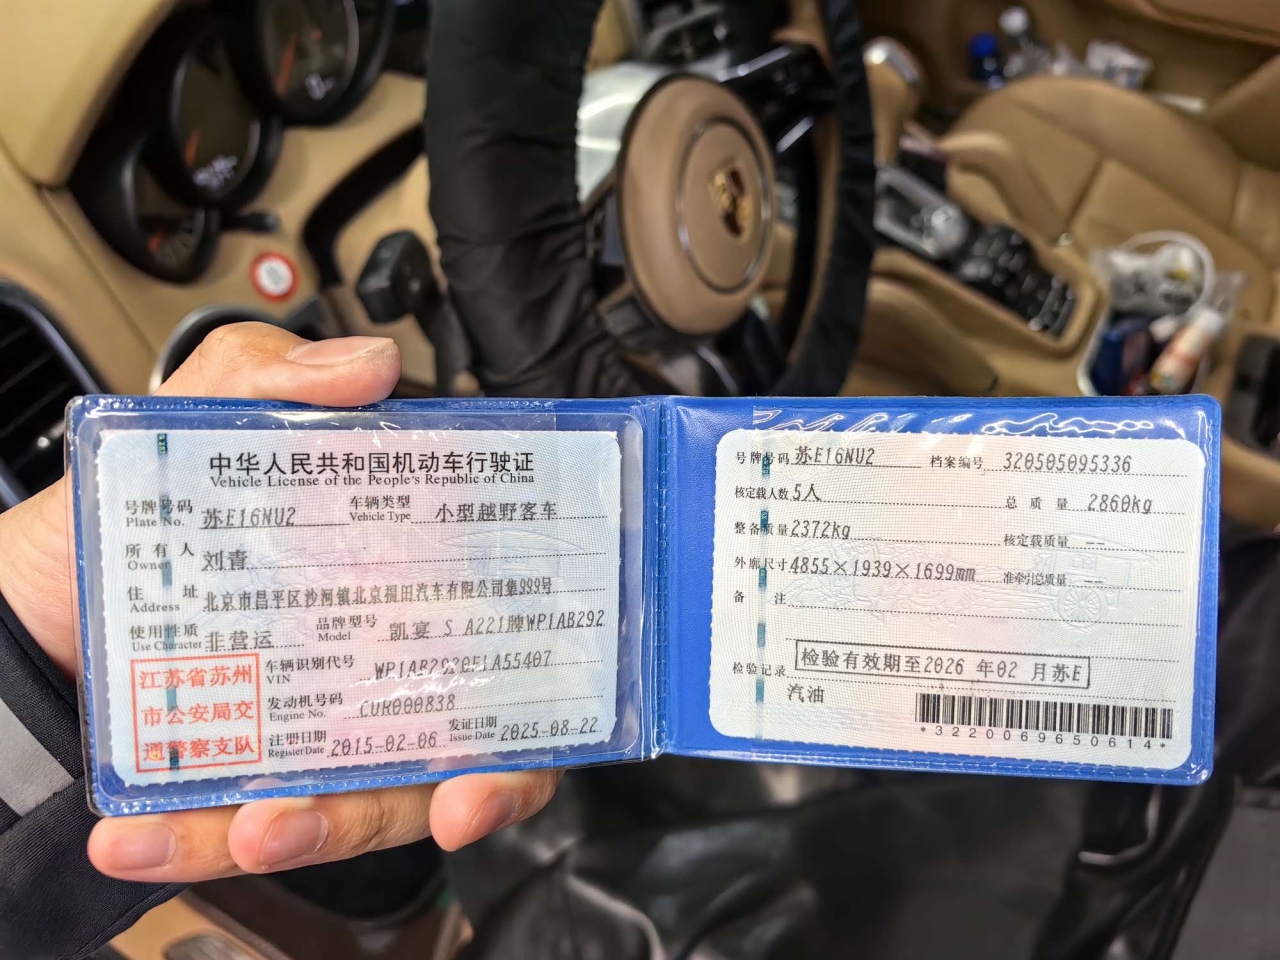 中华人民共和国机动车行驶证
Vehicle License of the People's Republic of China
号牌号码 Plate No. 苏E16NU2 车辆类型 Vehicle Type 小型越野客车
所有人 Owner 刘青
住址 Address 北京市昌平区沙河镇北京福田汽车有限公司集999号
使用性质 Use Character 非营运 品牌型号 Model 凯宴 S A221牌WP1AB292
江苏省苏州
市公安局交
通警察支队
车辆识别代号 VIN
发动机号码 Engine No. CUR000838
注册日期 Register Date 2015-02-06 发证日期 Issue Date 2025-08-22
号牌号码 苏E16NU2 档案编号 320505095336
核定载人数 5人 总质量 2860kg
整备质量 2372kg 核定载质量 --
外廓尺寸 4855×1939×1699mm 准牵引总质量 --
备注
检验记录 检验有效期至2026 年02 月苏E
汽油
*3220069650614*